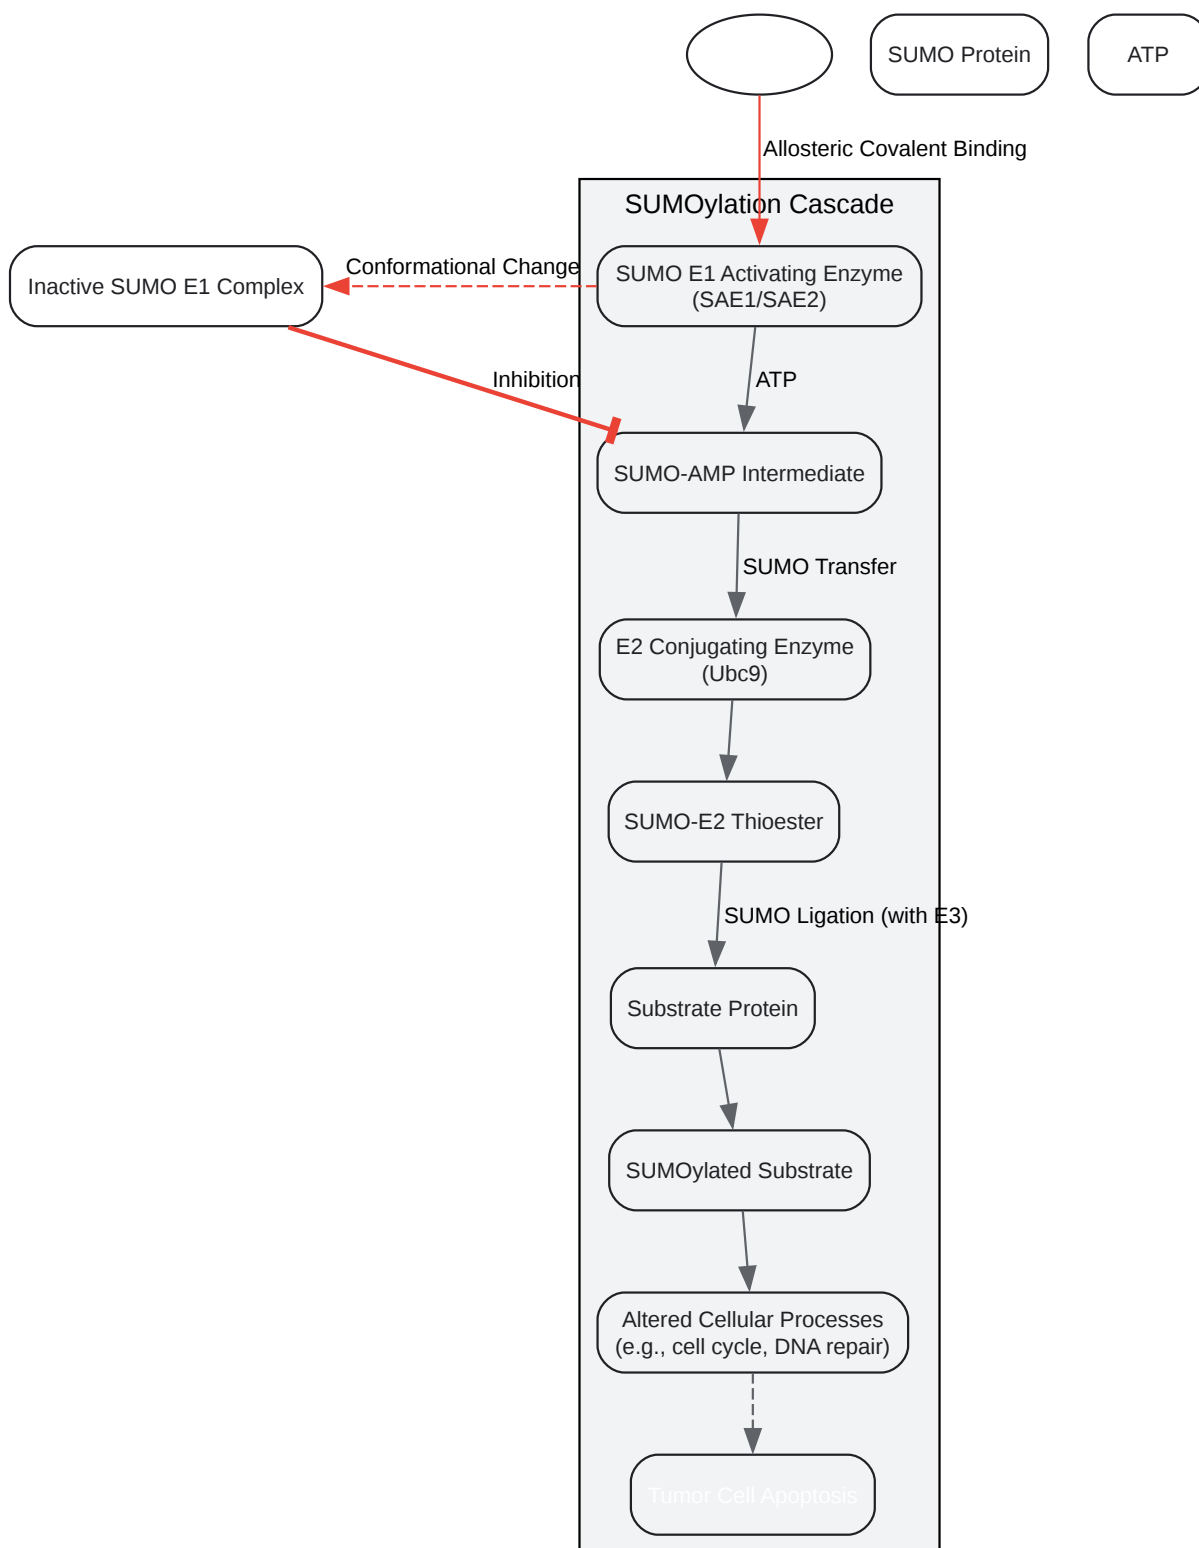 SUMO Protein
ATP
Allosteric Covalent Binding
SUMOylation Cascade
Conformational Change
Inactive SUMO E1 Complex
SUMO E1 Activating Enzyme
(SAE1/SAE2)
Inhibition
ATP
SUMO-AMP Intermediate
SUMO Transfer
E2 Conjugating Enzyme
(Ubc9)
SUMO-E2 Thioester
SUMO Ligation (with E3)
Substrate Protein
SUMOylated Substrate
Altered Cellular Processes
(e.g., cell cycle, DNA repair)
Tumor Cell Apoptosis